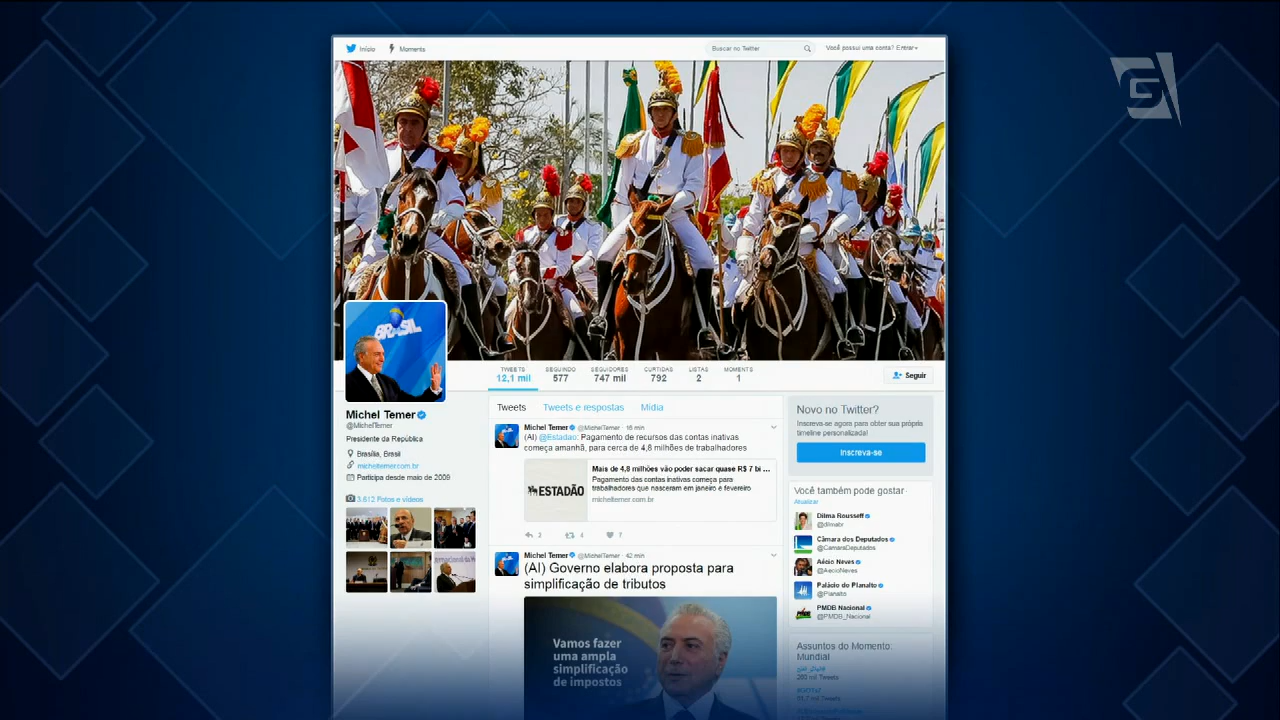 Início
Moments
Buscar no Twitter
Você possui uma conta? Entrar
BRASIL
TWEETS
12,1 mil
SEGUINDO
577
SEGUIDORES
747 mil
CURTIDAS
792
LISTAS
2
MOMENTS
1
Seguir
Michel Temer
@MichelTemer
Presidente da República
Brasília, Brasil
micheltemer.com.br
Participa desde maio de 2009
3.612 Fotos e vídeos
Tweets
Tweets e respostas
Mídia
Michel Temer @MichelTemer · 16 min
(AI) @Estadao: Pagamento de recursos das contas inativas
começa amanhã, para cerca de 4,8 milhões de trabalhadores
ESTADÃO
Mais de 4,8 milhões vão poder sacar quase R$ 7 bi ...
Pagamento das contas inativas começa para
trabalhadores que nasceram em janeiro e fevereiro
micheltemer.com.br
3
4
7
Michel Temer @MichelTemer · 42 min
(AI) Governo elabora proposta para
simplificação de tributos
Vamos fazer
uma ampla
simplificação
de impostos
Novo no Twitter?
Inscreva-se agora para obter sua própria
timeline personalizada!
Inscreva-se
Você também pode gostar ·
Atualizar
Dilma Rousseff
@dilmabr
Câmara dos Deputados
@CamaraDeputados
Aécio Neves
@AecioNeves
Palácio do Planalto
@Planalto
PMDB Nacional
@PMDB_Nacional
Assuntos do Momento:
Mundial
Tweets
Tweets